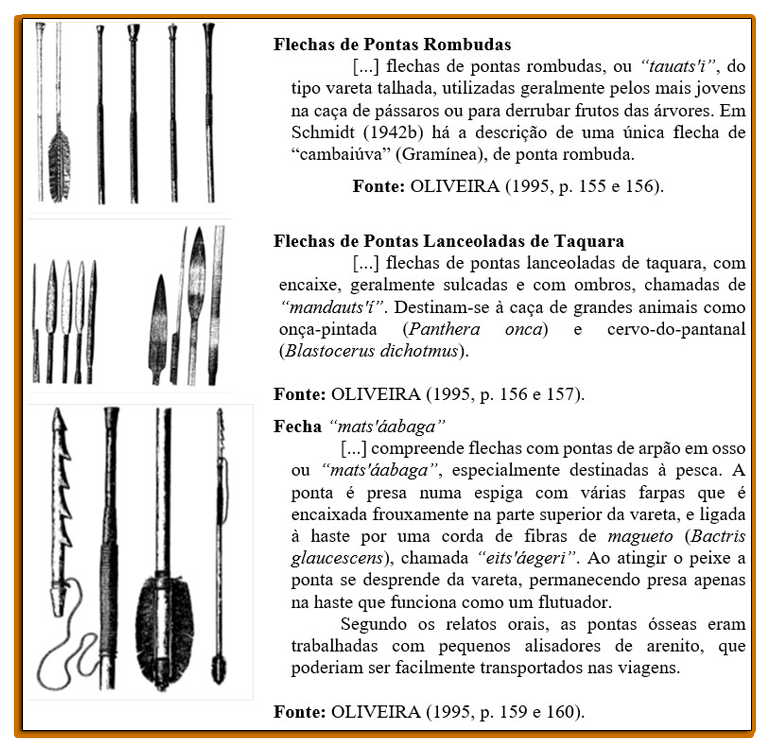 Flechas de Pontas Rombudas
[...] flechas de pontas rombudas, ou “tauats'i”, do
tipo vareta talhada, utilizadas geralmente pelos mais jovens
na caça de pássaros ou para derrubar frutos das árvores. Em
Schmidt (1942b) há a descrição de uma única flecha de
“cambaiúva” (Gramínea), de ponta rombuda.
Fonte: OLIVEIRA (1995, p. 155 e 156).
Flechas de Pontas Lanceoladas de Taquara
[...] flechas de pontas lanceoladas de taquara, com
encaixe, geralmente sulcadas e com ombros, chamadas de
“mandauts'í”. Destinam-se à caça de grandes animais como
onça-pintada (Panthera onca) e cervo-do-pantanal
(Blastocerus dichotmus).
Fonte: OLIVEIRA (1995, p. 156 e 157).
Fecha “mats'áabaga”
[...] compreende flechas com pontas de arpão em osso
ou “mats'áabaga”, especialmente destinadas à pesca. A
ponta é presa numa espiga com várias farpas que é
encaixada frouxamente na parte superior da vareta, e ligada
à haste por uma corda de fibras de magueto (Bactris
glaucescens), chamada “eits'áegeri”. Ao atingir o peixe a
ponta se desprende da vareta, permanecendo presa apenas
na haste que funciona como um flutuador.
Segundo os relatos orais, as pontas ósseas eram
trabalhadas com pequenos alisadores de arenito, que
poderiam ser facilmente transportados nas viagens.
Fonte: OLIVEIRA (1995, p. 159 e 160).